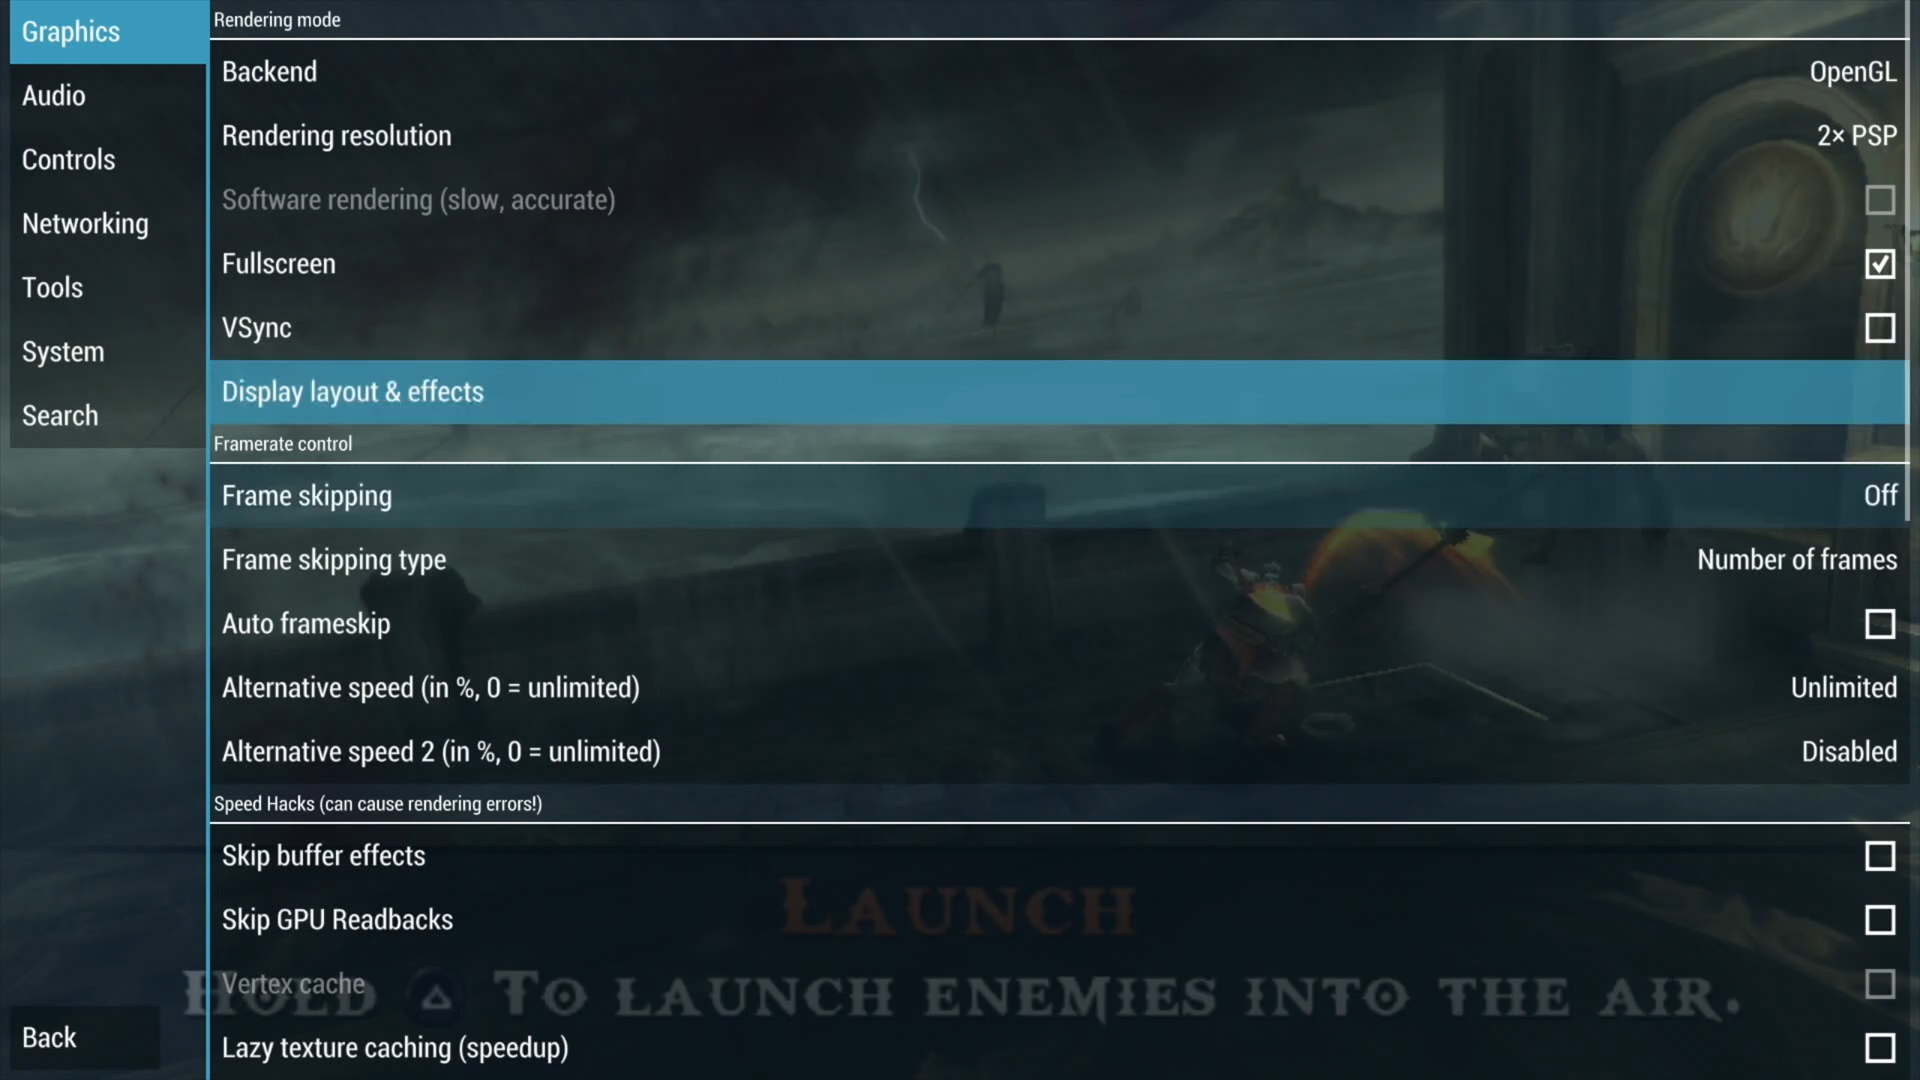 Graphics
Audio
Controls
Networking
Tools
System
Search
Back
Rendering mode
Backend OpenGL
Rendering resolution 2× PSP
Software rendering (slow, accurate)
Fullscreen
VSync
Display layout & effects
Framerate control
Frame skipping Off
Frame skipping type Number of frames
Auto frameskip
Alternative speed (in %, 0 = unlimited) Unlimited
Alternative speed 2 (in %, 0 = unlimited) Disabled
Speed Hacks (can cause rendering errors!)
Skip buffer effects
Skip GPU Readbacks
Vertex cache
Lazy texture caching (speedup)
LAUNCH
HOLD TO LAUNCH ENEMIES INTO THE AIR.